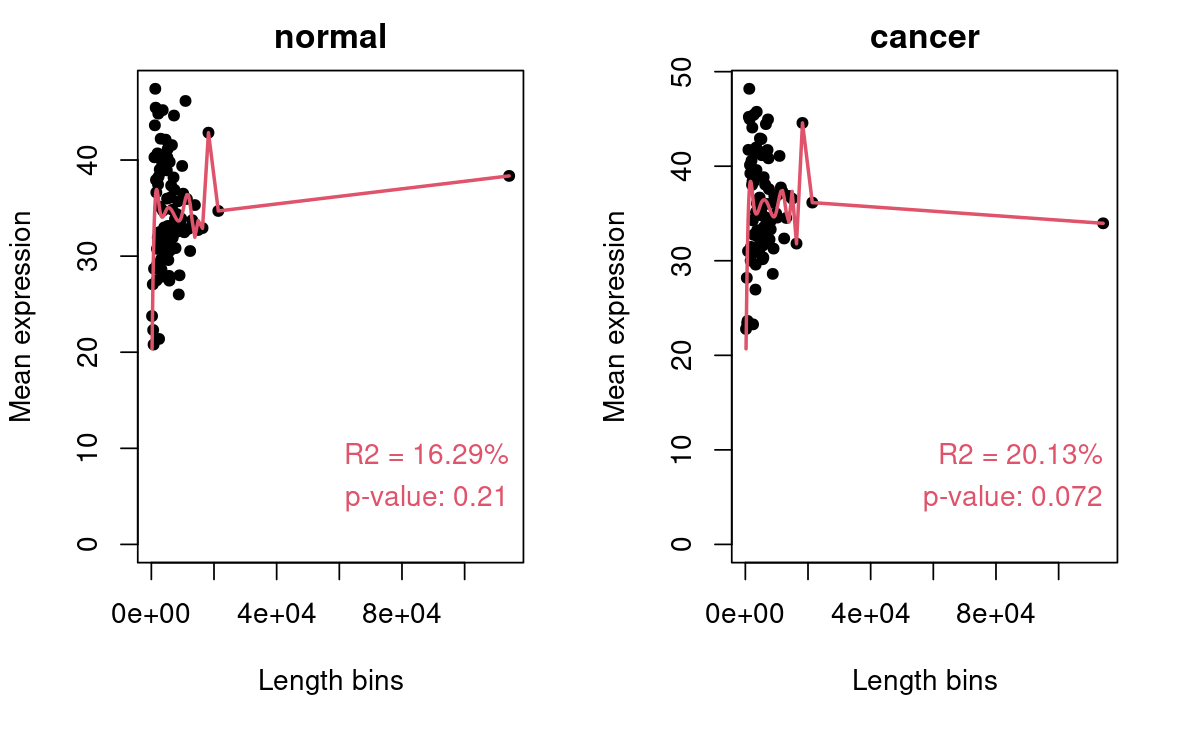 normal
Mean expression
40
30
20
10
0
R2 = 16.29%
p-value: 0.21
0e+00 4e+04 8e+04
Length bins
cancer
Mean expression
50
40
30
20
10
0
R2 = 20.13%
p-value: 0.072
0e+00 4e+04 8e+04
Length bins